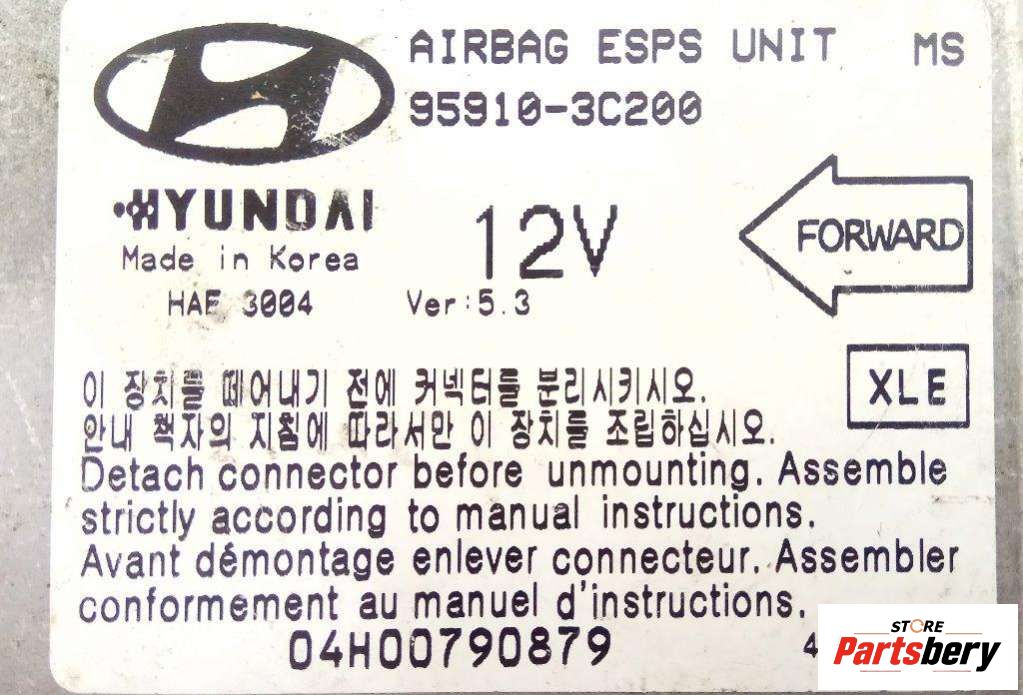 AIRBAG ESPS UNIT MS
95910-3C200
HYUNDAI
12V
FORWARD
Made in Korea
HAE 3004 Ver:5.3
XLE
이 장치를 떼어내기 전에 커넥터를 분리시키시오.
안내 책자의 지침에 따라서만 이 장치를 조립하십시오.
Detach connector before unmounting. Assemble
strictly according to manual instructions.
Avant démontage enlever connecteur. Assembler
conformement au manuel d'instructions.
04H00790879 4
STORE
Partsbery